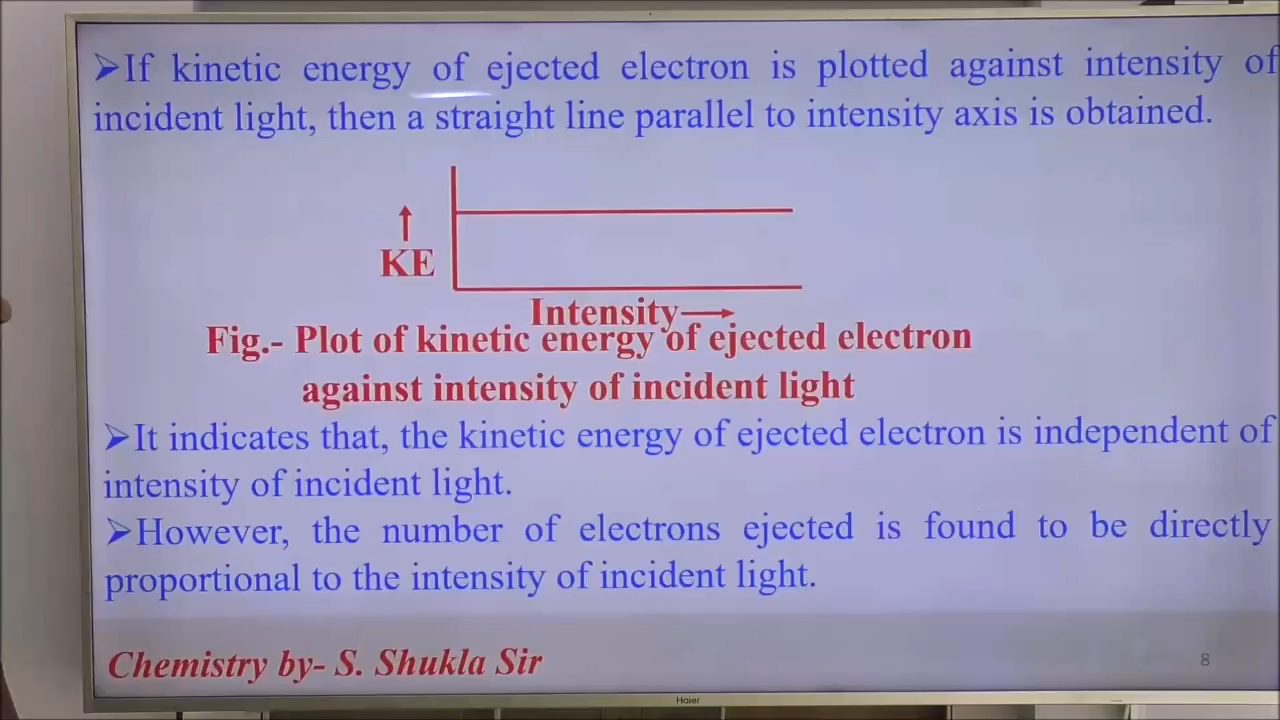 ➢If kinetic energy of ejected electron is plotted against intensity of
incident light, then a straight line parallel to intensity axis is obtained.
KE
Intensity
Fig.- Plot of kinetic energy of ejected electron
against intensity of incident light
➢It indicates that, the kinetic energy of ejected electron is independent of
intensity of incident light.
➢However, the number of electrons ejected is found to be directly
proportional to the intensity of incident light.
Chemistry by- S. Shukla Sir
8
Haier